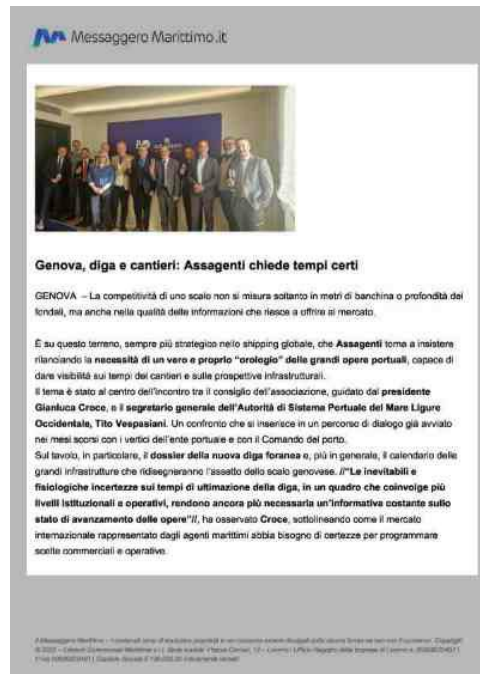 Messaggero Marittimo.it
Genova, diga e cantieri: Assagenti chiede tempi certi
GENOVA – La competitività di uno scalo non si misura soltanto in metri di banchina o profondità dei
fondali, ma anche nella qualità delle informazioni che riesce a offrire al mercato.
È su questo terreno, sempre più strategico nello shipping globale, che Assagenti torna a insistere
rilanciando la necessità di un vero e proprio “orologio” delle grandi opere portuali, capace di
dare visibilità sui tempi dei cantieri e sulle prospettive infrastrutturali.
Il tema è stato al centro dell'incontro tra il consiglio dell'associazione, guidato dal presidente
Gianluca Croce, e il segretario generale dell'Autorità di Sistema Portuale del Mare Ligure
Occidentale, Tito Vespasiani. Un confronto che si inserisce in un percorso di dialogo già avviato
nei mesi scorsi con i vertici dell'ente portuale e con il Comando del porto.
Sul tavolo, in particolare, il dossier della nuova diga foranea e, più in generale, il calendario delle
grandi infrastrutture che ridisegneranno l'assetto dello scalo genovese. //“Le inevitabili e
fisiologiche incertezze sui tempi di ultimazione della diga, in un quadro che coinvolge più
livelli istituzionali e operativi, rendono ancora più necessaria un'informativa costante sullo
stato di avanzamento delle opere”//, ha osservato Croce, sottolineando come il mercato
internazionale rappresentato dagli agenti marittimi abbia bisogno di certezze per programmare
scelte commerciali e operative.